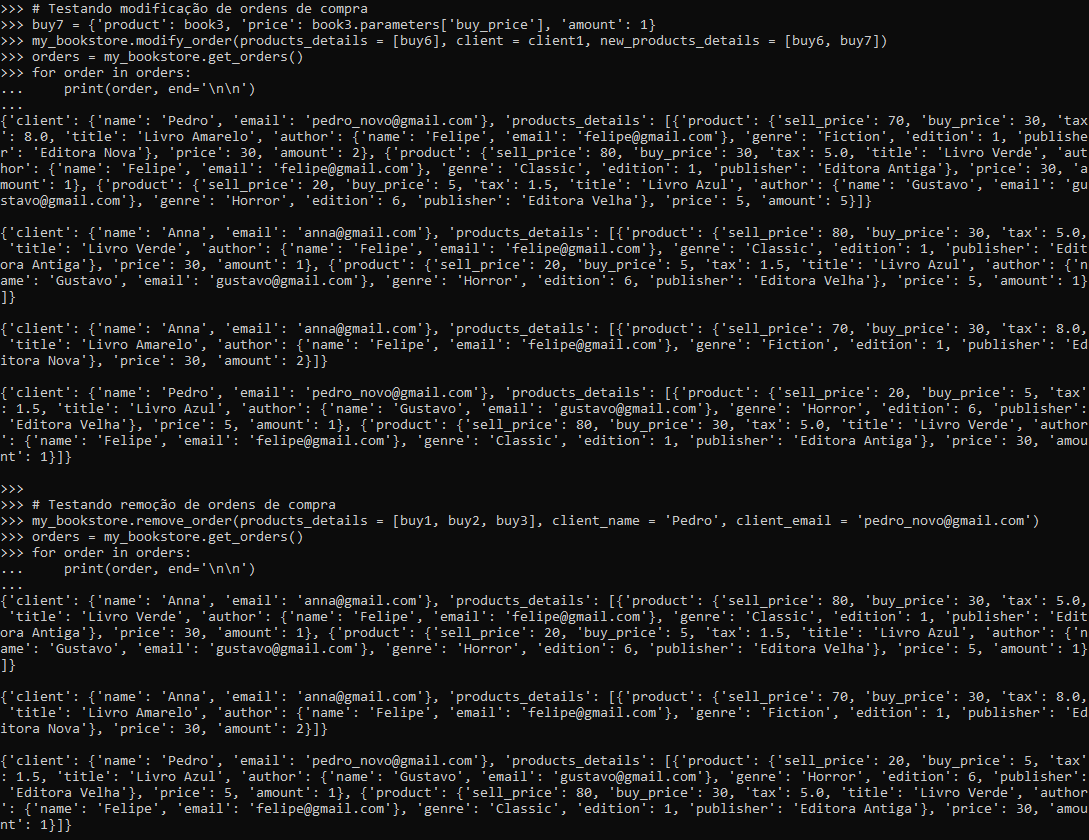 >>> # Testando modificação de ordens de compra
>>> buy7 = {'product': book3, 'price': book3.parameters['buy_price'], 'amount': 1}
>>> my_bookstore.modify_order(products_details = [buy6], client = client1, new_products_details = [buy6, buy7])
>>> orders = my_bookstore.get_orders()
>>> for order in orders:
...     print(order, end='\n\n')
...
{'client': {'name': 'Pedro', 'email': 'pedro_novo@gmail.com'}, 'products_details': [{'product': {'sell_price': 70, 'buy_price': 30, 'tax
': 8.0, 'title': 'Livro Amarelo', 'author': {'name': 'Felipe', 'email': 'felipe@gmail.com'}, 'genre': 'Fiction', 'edition': 1, 'publishe
r': 'Editora Nova'}, 'price': 30, 'amount': 2}, {'product': {'sell_price': 80, 'buy_price': 30, 'tax': 5.0, 'title': 'Livro Verde', 'aut
hor': {'name': 'Felipe', 'email': 'felipe@gmail.com'}, 'genre': 'Classic', 'edition': 1, 'publisher': 'Editora Antiga'}, 'price': 30, 'a
mount': 1}, {'product': {'sell_price': 20, 'buy_price': 5, 'tax': 1.5, 'title': 'Livro Azul', 'author': {'name': 'Gustavo', 'email': 'gu
stavo@gmail.com'}, 'genre': 'Horror', 'edition': 6, 'publisher': 'Editora Velha'}, 'price': 5, 'amount': 5}]}
{'client': {'name': 'Anna', 'email': 'anna@gmail.com'}, 'products_details': [{'product': {'sell_price': 80, 'buy_price': 30, 'tax': 5.0,
 'title': 'Livro Verde', 'author': {'name': 'Felipe', 'email': 'felipe@gmail.com'}, 'genre': 'Classic', 'edition': 1, 'publisher': 'Edit
ora Antiga'}, 'price': 30, 'amount': 1}, {'product': {'sell_price': 20, 'buy_price': 5, 'tax': 1.5, 'title': 'Livro Azul', 'author': {'n
ame': 'Gustavo', 'email': 'gustavo@gmail.com'}, 'genre': 'Horror', 'edition': 6, 'publisher': 'Editora Velha'}, 'price': 5, 'amount': 1}
]}
{'client': {'name': 'Anna', 'email': 'anna@gmail.com'}, 'products_details': [{'product': {'sell_price': 70, 'buy_price': 30, 'tax': 8.0,
 'title': 'Livro Amarelo', 'author': {'name': 'Felipe', 'email': 'felipe@gmail.com'}, 'genre': 'Fiction', 'edition': 1, 'publisher': 'Ed
itora Nova'}, 'price': 30, 'amount': 2}]}
{'client': {'name': 'Pedro', 'email': 'pedro_novo@gmail.com'}, 'products_details': [{'product': {'sell_price': 20, 'buy_price': 5, 'tax'
: 1.5, 'title': 'Livro Azul', 'author': {'name': 'Gustavo', 'email': 'gustavo@gmail.com'}, 'genre': 'Horror', 'edition': 6, 'publisher':
 'Editora Velha'}, 'price': 5, 'amount': 1}, {'product': {'sell_price': 80, 'buy_price': 30, 'tax': 5.0, 'title': 'Livro Verde', 'author
': {'name': 'Felipe', 'email': 'felipe@gmail.com'}, 'genre': 'Classic', 'edition': 1, 'publisher': 'Editora Antiga'}, 'price': 30, 'amou
nt': 1}]}
>>>
>>> # Testando remoção de ordens de compra
>>> my_bookstore.remove_order(products_details = [buy1, buy2, buy3], client_name = 'Pedro', client_email = 'pedro_novo@gmail.com')
>>> orders = my_bookstore.get_orders()
>>> for order in orders:
...     print(order, end='\n\n')
...
{'client': {'name': 'Anna', 'email': 'anna@gmail.com'}, 'products_details': [{'product': {'sell_price': 80, 'buy_price': 30, 'tax': 5.0,
 'title': 'Livro Verde', 'author': {'name': 'Felipe', 'email': 'felipe@gmail.com'}, 'genre': 'Classic', 'edition': 1, 'publisher': 'Edit
ora Antiga'}, 'price': 30, 'amount': 1}, {'product': {'sell_price': 20, 'buy_price': 5, 'tax': 1.5, 'title': 'Livro Azul', 'author': {'n
ame': 'Gustavo', 'email': 'gustavo@gmail.com'}, 'genre': 'Horror', 'edition': 6, 'publisher': 'Editora Velha'}, 'price': 5, 'amount': 1}
]}
{'client': {'name': 'Anna', 'email': 'anna@gmail.com'}, 'products_details': [{'product': {'sell_price': 70, 'buy_price': 30, 'tax': 8.0,
 'title': 'Livro Amarelo', 'author': {'name': 'Felipe', 'email': 'felipe@gmail.com'}, 'genre': 'Fiction', 'edition': 1, 'publisher': 'Ed
itora Nova'}, 'price': 30, 'amount': 2}]}
{'client': {'name': 'Pedro', 'email': 'pedro_novo@gmail.com'}, 'products_details': [{'product': {'sell_price': 20, 'buy_price': 5, 'tax'
: 1.5, 'title': 'Livro Azul', 'author': {'name': 'Gustavo', 'email': 'gustavo@gmail.com'}, 'genre': 'Horror', 'edition': 6, 'publisher':
 'Editora Velha'}, 'price': 5, 'amount': 1}, {'product': {'sell_price': 80, 'buy_price': 30, 'tax': 5.0, 'title': 'Livro Verde', 'author
': {'name': 'Felipe', 'email': 'felipe@gmail.com'}, 'genre': 'Classic', 'edition': 1, 'publisher': 'Editora Antiga'}, 'price': 30, 'amou
nt': 1}]}